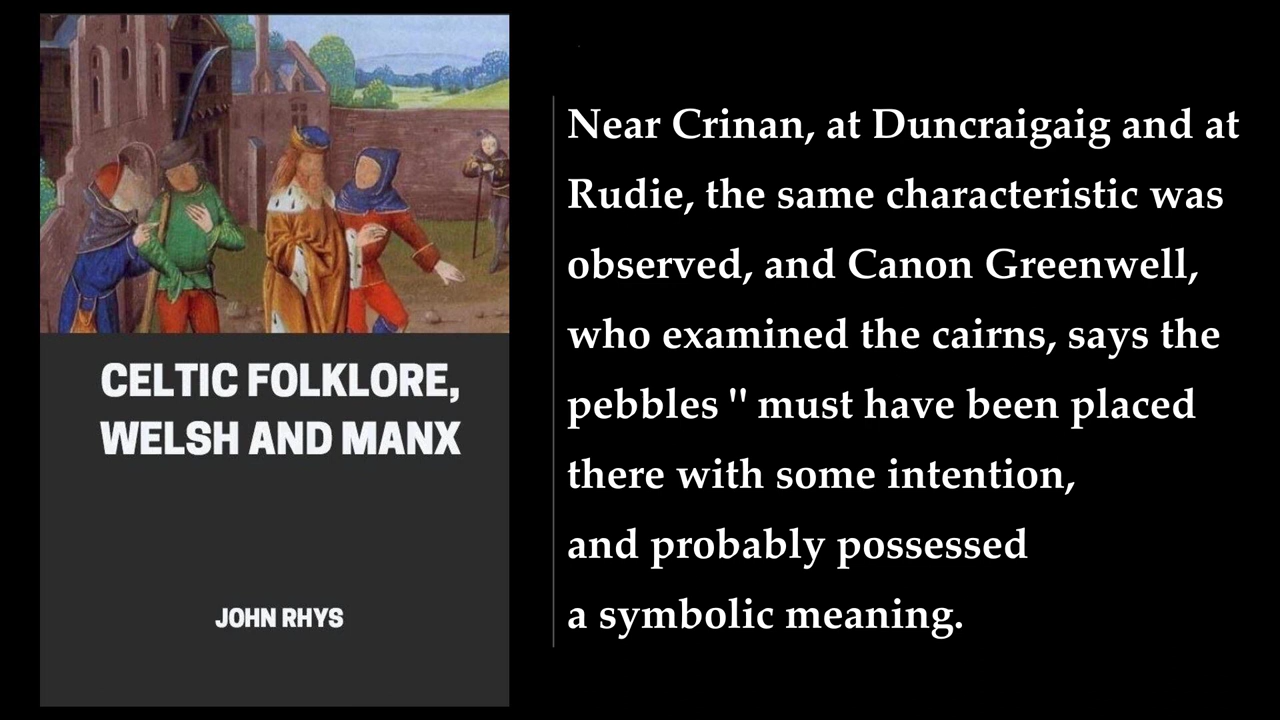 CELTIC FOLKLORE,
WELSH AND MANX
JOHN RHYS
Near Crinan, at Duncraigaig and at
Rudie, the same characteristic was
observed, and Canon Greenwell,
who examined the cairns, says the
pebbles " must have been placed
there with some intention,
and probably possessed
a symbolic meaning.